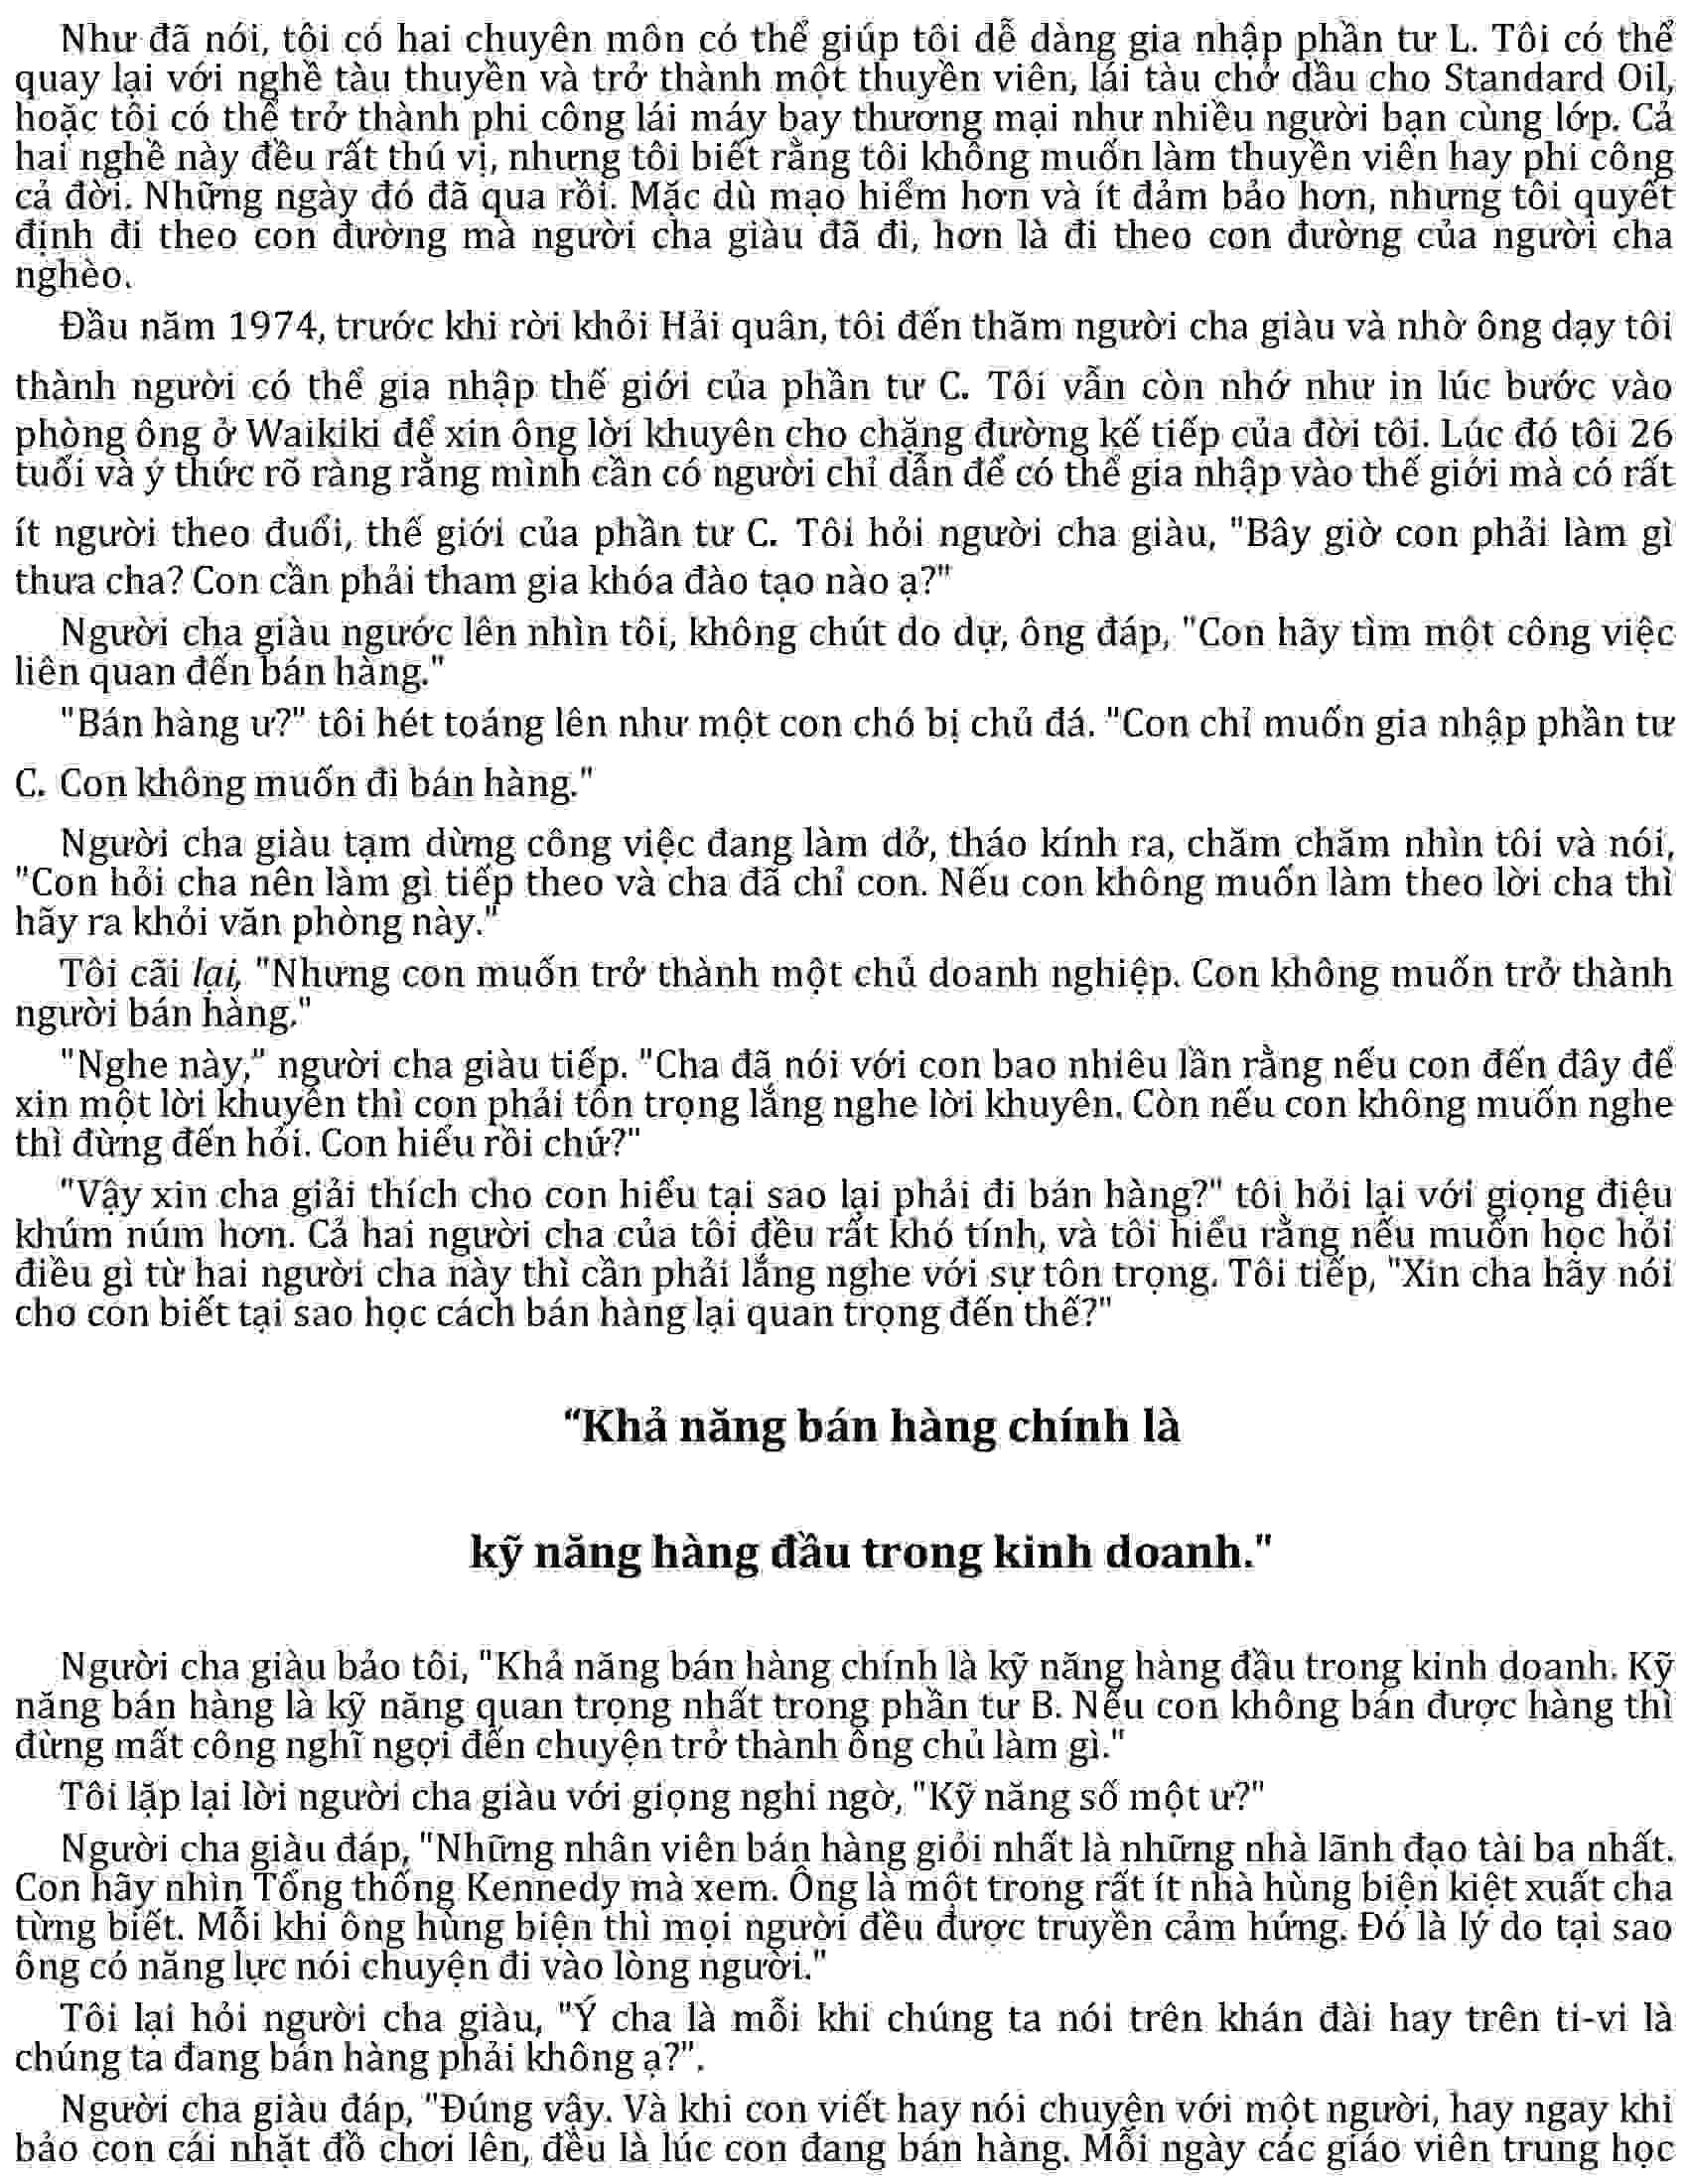 Như đã nói, tôi có hai chuyên môn có thể giúp tôi dễ dàng gia nhập phần tư L. Tôi có thể
quay lại với nghề tàu thuyền và trở thành một thuyền viên, lái tàu chở dầu cho Standard Oil,
hoặc tôi có thể trở thành phi công lái máy bay thương mại như nhiều người bạn cùng lớp. Cả
hai nghề này đều rất thú vị, nhưng tôi biết rằng tôi không muốn làm thuyền viên hay phi công
cả đời. Những ngày đó đã qua rồi. Mặc dù mạo hiểm hơn và ít đảm bảo hơn, nhưng tôi quyết
định đi theo con đường mà người cha giàu đã đi, hơn là đi theo con đường của người cha
nghèo.
Đầu năm 1974, trước khi rời khỏi Hải quân, tôi đến thăm người cha giàu và nhờ ông dạy tôi
thành người có thể gia nhập thế giới của phần tư C. Tôi vẫn còn nhớ như in lúc bước vào
phòng ông ở Waikiki để xin ông lời khuyên cho chặng đường kế tiếp của đời tôi. Lúc đó tôi 26
tuổi và ý thức rõ ràng rằng mình cần có người chỉ dẫn để có thể gia nhập vào thế giới mà có rất
ít người theo đuổi, thế giới của phần tư C. Tôi hỏi người cha giàu, "Bây giờ con phải làm gì
thưa cha? Con cần phải tham gia khóa đào tạo nào ạ?"
Người cha giàu ngước lên nhìn tôi, không chút do dự, ông đáp, "Con hãy tìm một công việc
liên quan đến bán hàng."
"Bán hàng ư?" tôi hét toáng lên như một con chó bị chủ đá. "Con chỉ muốn gia nhập phần tư
C. Con không muốn đi bán hàng."
Người cha giàu tạm dừng công việc đang làm dở, tháo kính ra, chăm chăm nhìn tôi và nói,
"Con hỏi cha nên làm gì tiếp theo và cha đã chỉ con. Nếu con không muốn làm theo lời cha thì
hãy ra khỏi văn phòng này."
Tôi cãi lại, "Nhưng con muốn trở thành một chủ doanh nghiệp. Con không muốn trở thành
người bán hàng."
"Nghe này," người cha giàu tiếp. "Cha đã nói với con bao nhiêu lần rằng nếu con đến đây để
xin một lời khuyên thì con phải tôn trọng lắng nghe lời khuyên. Còn nếu con không muốn nghe
thì đừng đến hỏi. Con hiểu rồi chứ?"
"Vậy xin cha giải thích cho con hiểu tại sao lại phải đi bán hàng?" tôi hỏi lại với giọng điệu
khúm núm hơn. Cả hai người cha của tôi đều rất khó tính, và tôi hiểu rằng nếu muốn học hỏi
điều gì từ hai người cha này thì cần phải lắng nghe với sự tôn trọng. Tôi tiếp, "Xin cha hãy nói
cho con biết tại sao học cách bán hàng lại quan trọng đến thế?"
“Khả năng bán hàng chính là
kỹ năng hàng đầu trong kinh doanh."
Người cha giàu bảo tôi, "Khả năng bán hàng chính là kỹ năng hàng đầu trong kinh doanh. Kỹ
năng bán hàng là kỹ năng quan trọng nhất trong phần tư B. Nếu con không bán được hàng thì
đừng mất công nghĩ ngợi đến chuyện trở thành ông chủ làm gì."
Tôi lặp lại lời người cha giàu với giọng nghi ngờ, "Kỹ năng số một ư?"
Người cha giàu đáp, "Những nhân viên bán hàng giỏi nhất là những nhà lãnh đạo tài ba nhất.
Con hãy nhìn Tổng thống Kennedy mà xem. Ông là một trong rất ít nhà hùng biện kiệt xuất cha
từng biết. Mỗi khi ông hùng biện thì mọi người đều được truyền cảm hứng. Đó là lý do tại sao
ông có năng lực nói chuyện đi vào lòng người."
Tôi lại hỏi người cha giàu, "Ý cha là mỗi khi chúng ta nói trên khán đài hay trên ti-vi là
chúng ta đang bán hàng phải không ạ?".
Người cha giàu đáp, "Đúng vậy. Và khi con viết hay nói chuyện với một người, hay ngay khi
bảo con cái nhặt đồ chơi lên, đều là lúc con đang bán hàng. Mỗi ngày các giáo viên trung học